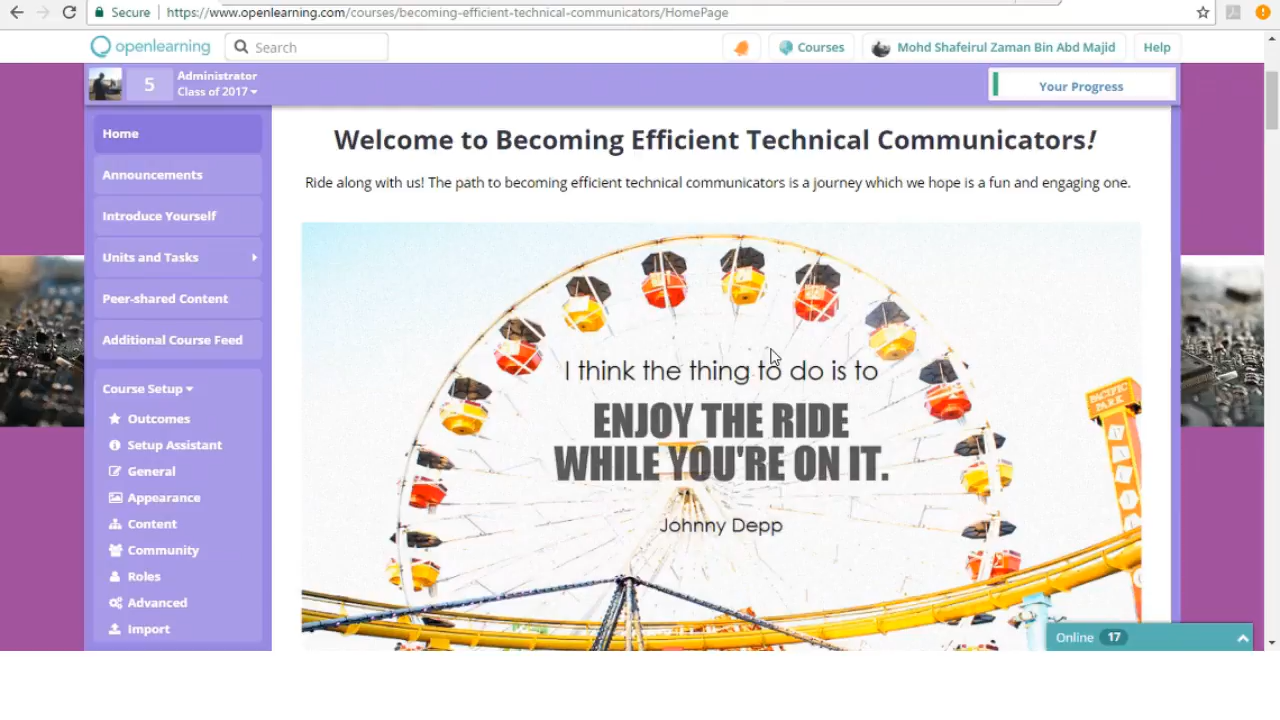 Secure https://www.openlearning.com/courses/becoming-efficient-technical-communicators/HomePage
openlearning Search Courses Mohd Shafeirul Zaman Bin Abd Majid Help
5
Administrator
Class of 2017
Your Progress
Home
Announcements
Introduce Yourself
Units and Tasks
Peer-shared Content
Additional Course Feed
Course Setup
Outcomes
Setup Assistant
General
Appearance
Content
Community
Roles
Advanced
Import
Welcome to Becoming Efficient Technical Communicators!
Ride along with us! The path to becoming efficient technical communicators is a journey which we hope is a fun and engaging one.
I think the thing to do is to
ENJOY THE RIDE
WHILE YOU'RE ON IT.
Johnny Depp
PACIFIC
PARK
Online 17